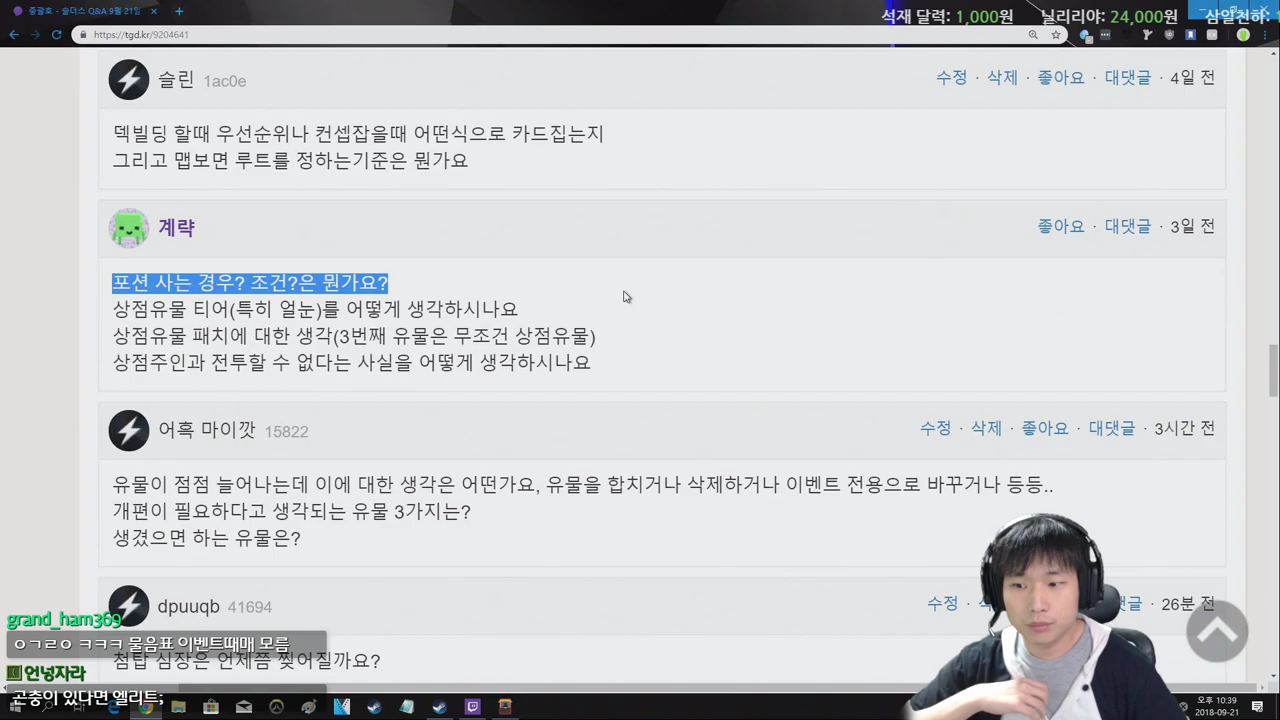 중괄호 - 슬더스 Q&A 9월 21일
석재 달력: 1,000원 닐리리야: 24,000원 삼일천하:
https://tgd.kr/9204641
슬린 1ac0e
수정 · 삭제 · 좋아요 · 대댓글 · 4일 전
덱빌딩 할때 우선순위나 컨셉잡을때 어떤식으로 카드집는지
그리고 맵보면 루트를 정하는기준은 뭔가요
계략
좋아요 · 대댓글 · 3일 전
포션 사는 경우? 조건?은 뭔가요?
상점유물 티어(특히 얼눈)를 어떻게 생각하시나요
상점유물 패치에 대한 생각(3번째 유물은 무조건 상점유물)
상점주인과 전투할 수 없다는 사실을 어떻게 생각하시나요
어흑 마이깟 15822
수정 · 삭제 · 좋아요 · 대댓글 · 3시간 전
유물이 점점 늘어나는데 이에 대한 생각은 어떤가요, 유물을 합치거나 삭제하거나 이벤트 전용으로 바꾸거나 등등..
개편이 필요하다고 생각되는 유물 3가지는?
생겼으면 하는 유물은?
dpuuqb 41694
수정 · 댓글 · 26분 전
grand_ham369
ㅇㄱㄹㅇ ㅋㅋㅋ 물음표 이벤트때매 모름
첨탑 심장은 언제쯤 찢어질까요?
언넝자라
곤충이 있다면 엘리트;
오후 10:39
2018-09-21